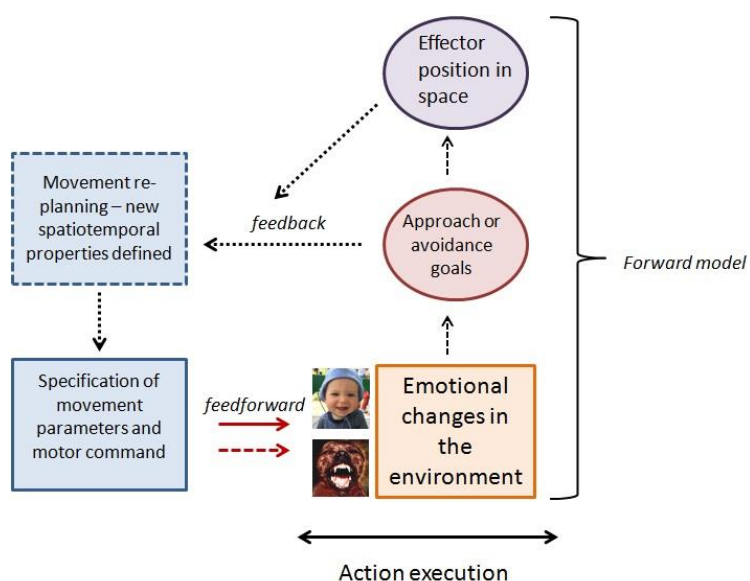 Effector
position in
space
Movement re-
planning – new
spatiotemporal
properties defined
feedback
Approach or
avoidance
goals
Forward model
Specification of
movement
parameters and
motor command
feedforward
Emotional
changes in
the
environment
Action execution